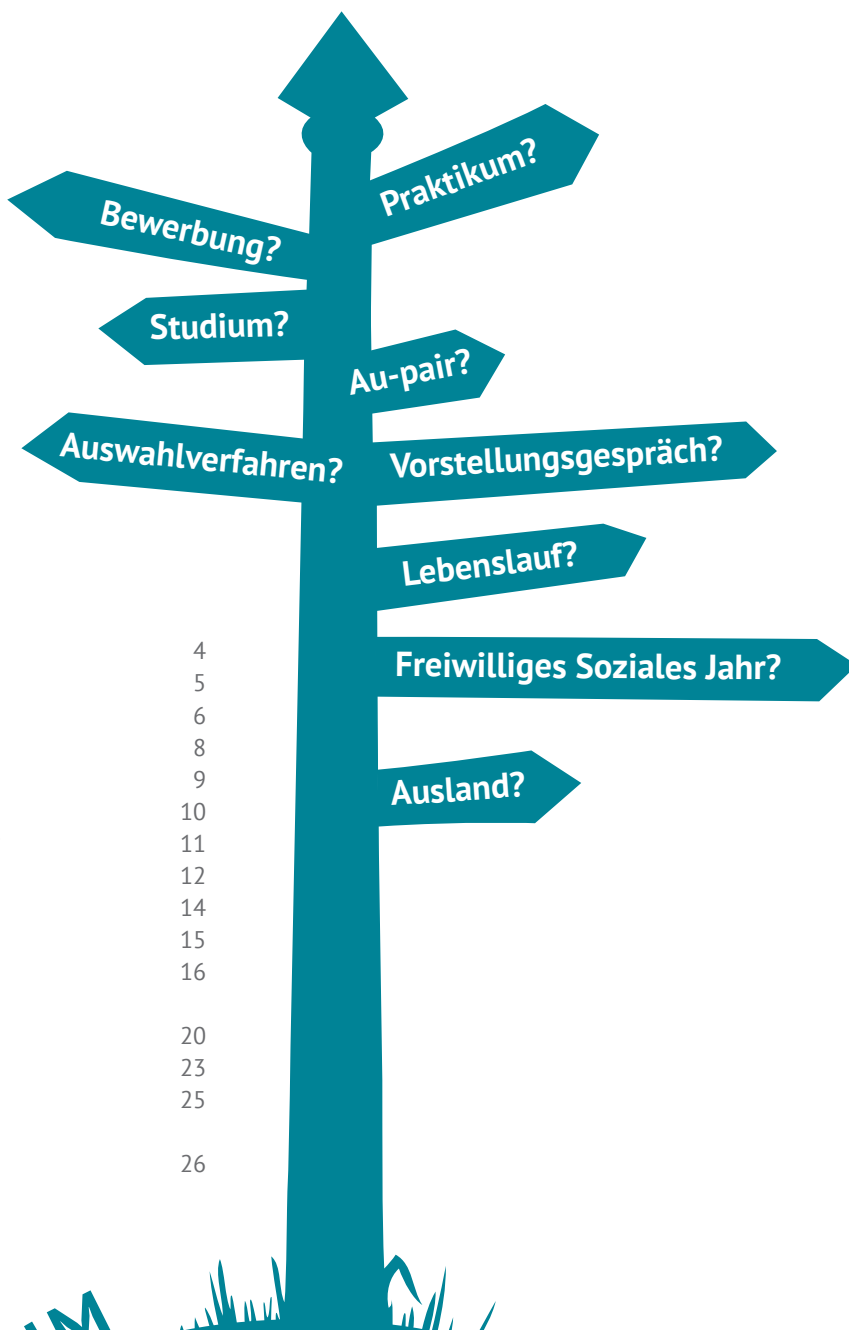 Praktikum?
Bewerbung?
Studium?
Au-pair?
Auswahlverfahren?
Vorstellungsgespräch?
Lebenslauf?
Freiwilliges Soziales Jahr?
Ausland?
4
5
6
8
9
10
11
12
14
15
16
20
23
25
26